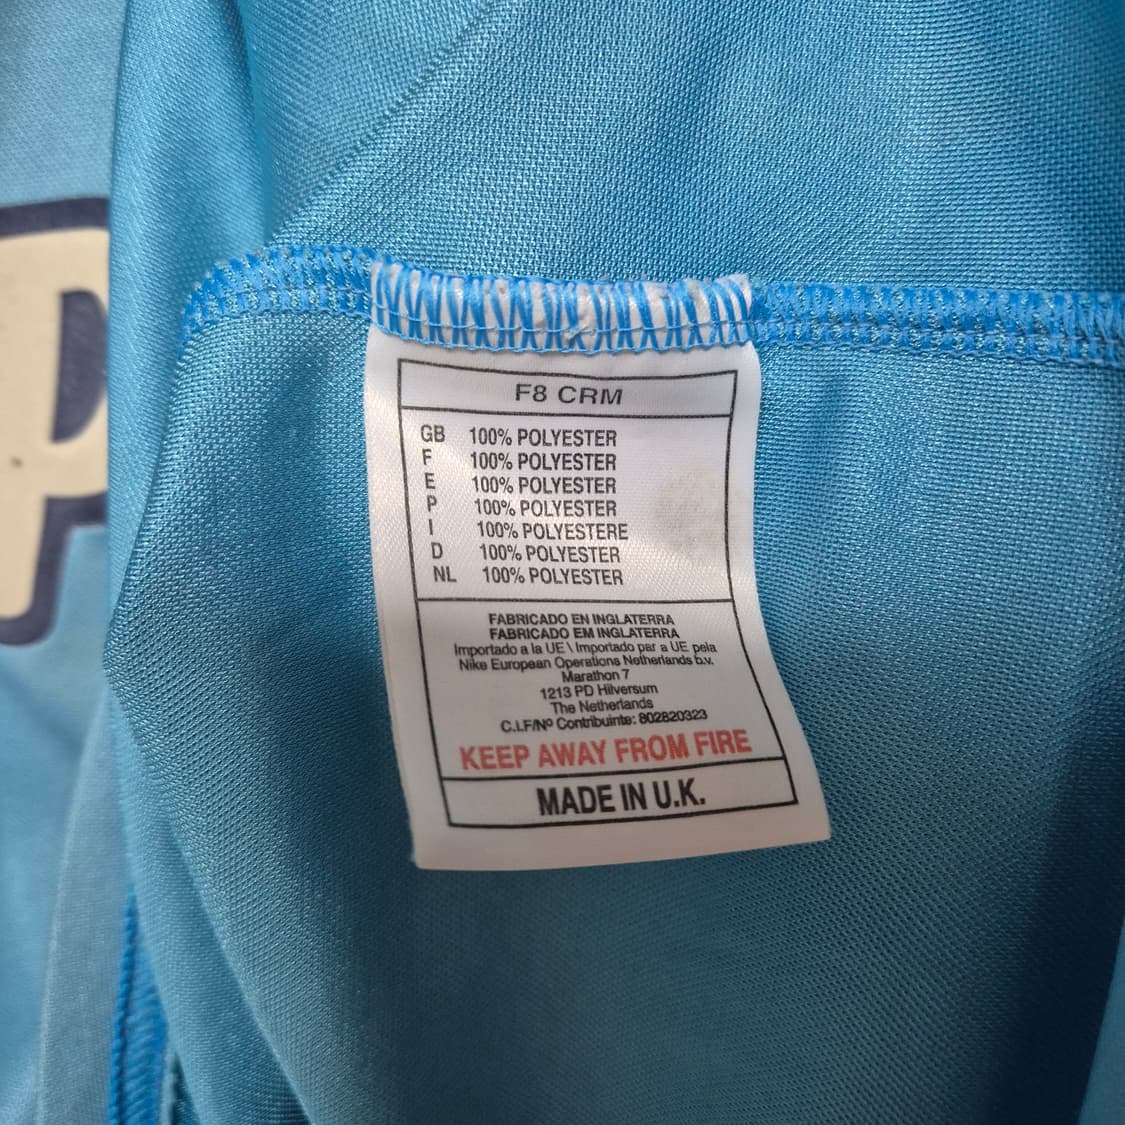 P
F8 CRM
GB 100% POLYESTER
F 100% POLYESTER
E 100% POLYESTER
P 100% POLYESTER
I 100% POLYESTERE
D 100% POLYESTER
NL 100% POLYESTER
FABRICADO EN INGLATERRA
FABRICADO EM INGLATERRA
Importado a la UE \ Importado par a UE pela
Nike European Operations Netherlands b.v.
Marathon 7
1213 PD Hilversum
The Netherlands
C.I.F/Nº Contribuinte: 802820323
KEEP AWAY FROM FIRE
MADE IN U.K.